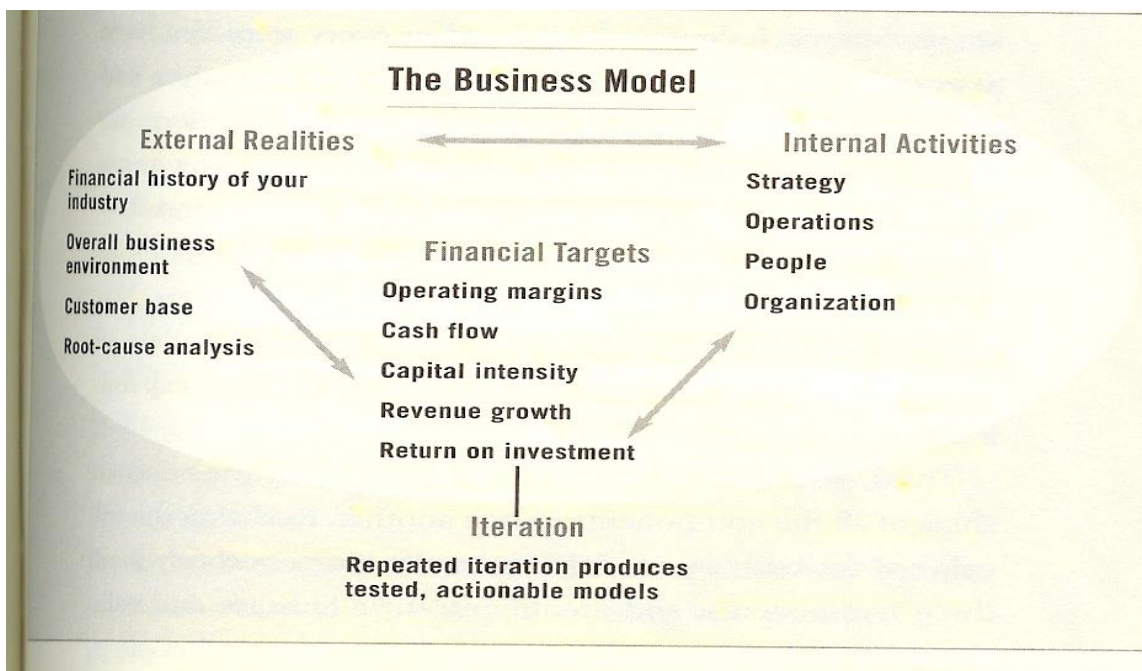 The Business Model
External Realities
Financial history of your
industry
Overall business
environment
Customer base
Root-cause analysis
Financial Targets
Operating margins
Cash flow
Capital intensity
Revenue growth
Return on investment
Internal Activities
Strategy
Operations
People
Organization
Iteration
Repeated iteration produces
tested, actionable models